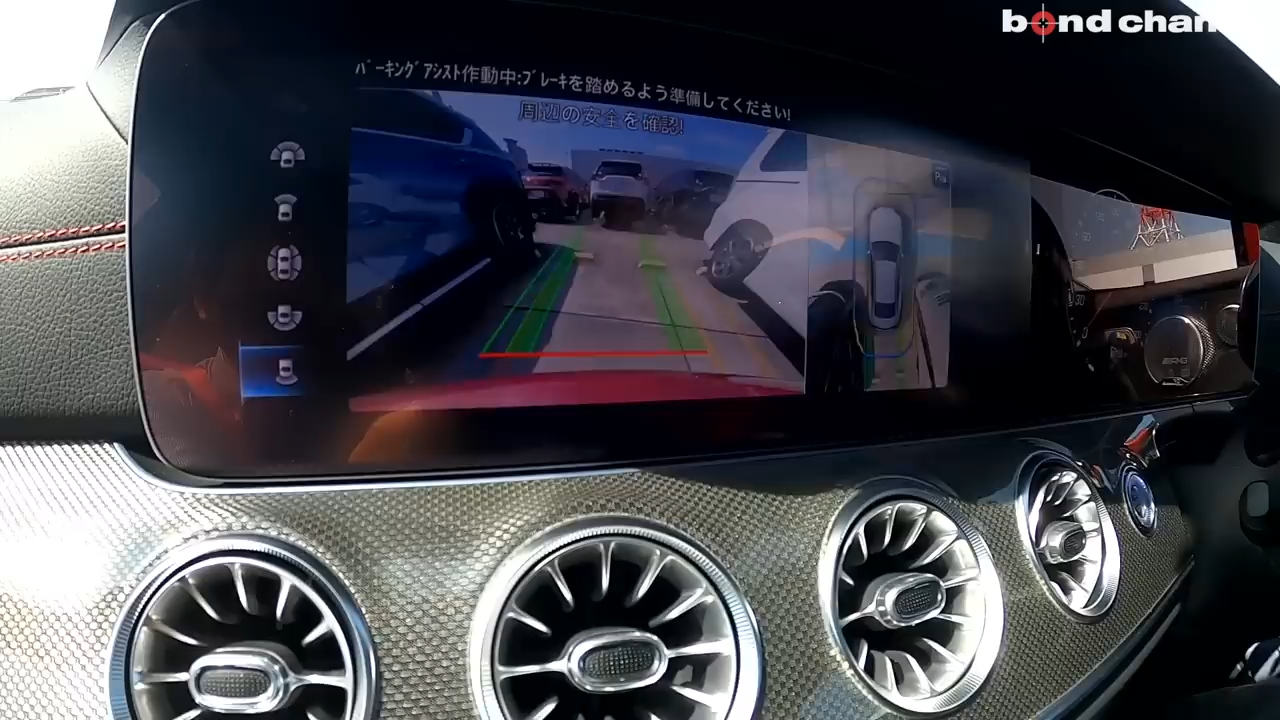 bond chan
パーキングアシスト作動中:ブレーキを踏めるよう準備してください!
周辺の安全を確認!
AMG